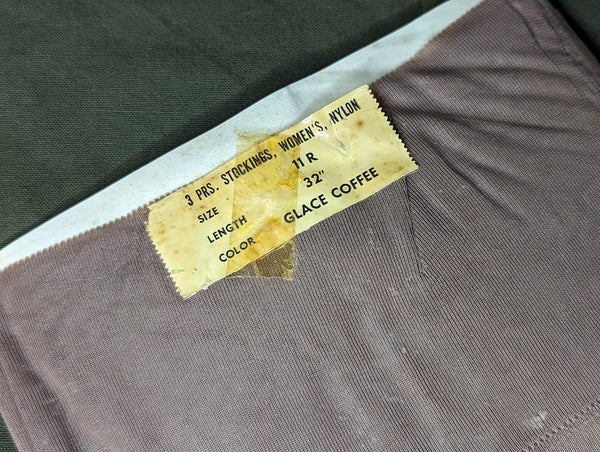 3 PRS. STOCKINGS, WOMEN'S, NYLON
SIZE 11 R
LENGTH 32"
COLOR GLACE COFFEE